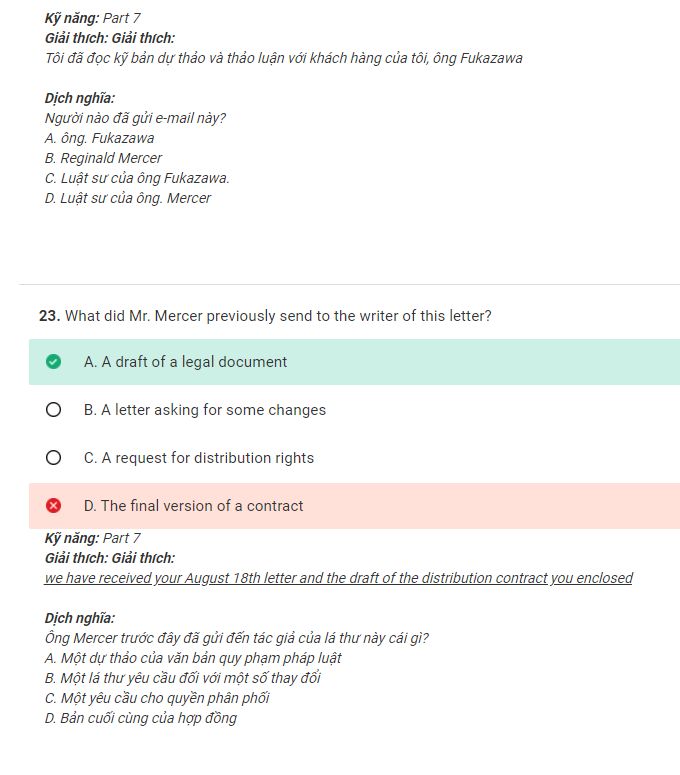 Kỹ năng: Part 7
Giải thích: Giải thích:
Tôi đã đọc kỹ bản dự thảo và thảo luận với khách hàng của tôi, ông Fukazawa
Dịch nghĩa:
Người nào đã gửi e-mail này?
A. ông. Fukazawa
B. Reginald Mercer
C. Luật sư của ông Fukazawa.
D. Luật sư của ông. Mercer
23. What did Mr. Mercer previously send to the writer of this letter?
A. A draft of a legal document
B. A letter asking for some changes
C. A request for distribution rights
D. The final version of a contract
Kỹ năng: Part 7
Giải thích: Giải thích:
we have received your August 18th letter and the draft of the distribution contract you enclosed
Dịch nghĩa:
Ông Mercer trước đây đã gửi đến tác giả của lá thư này cái gì?
A. Một dự thảo của văn bản quy phạm pháp luật
B. Một lá thư yêu cầu đối với một số thay đổi
C. Một yêu cầu cho quyền phân phối
D. Bản cuối cùng của hợp đồng